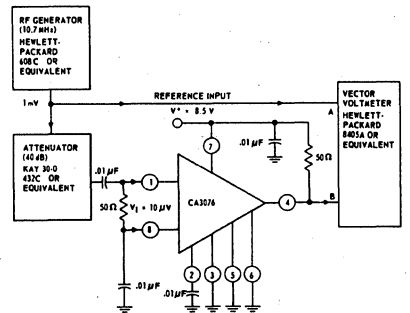 RF GENERATOR
(10.7 MHz)
HEWLETT-
PACKARD
608C OR
EQUIVALENT
1 mV
REFERENCE INPUT
V+ = 8.5 V
A
VECTOR
VOLTMETER
HEWLETT-
PACKARD
8405A OR
EQUIVALENT
ATTENUATOR
(40 dB)
KAY 30-0
432C OR
EQUIVALENT
.01 µF
.01 µF
50 Ω
7
1
50 Ω
VI = 10 µV
CA3076
4
B
8
2
3
5
6
.01 µF
.01 µF